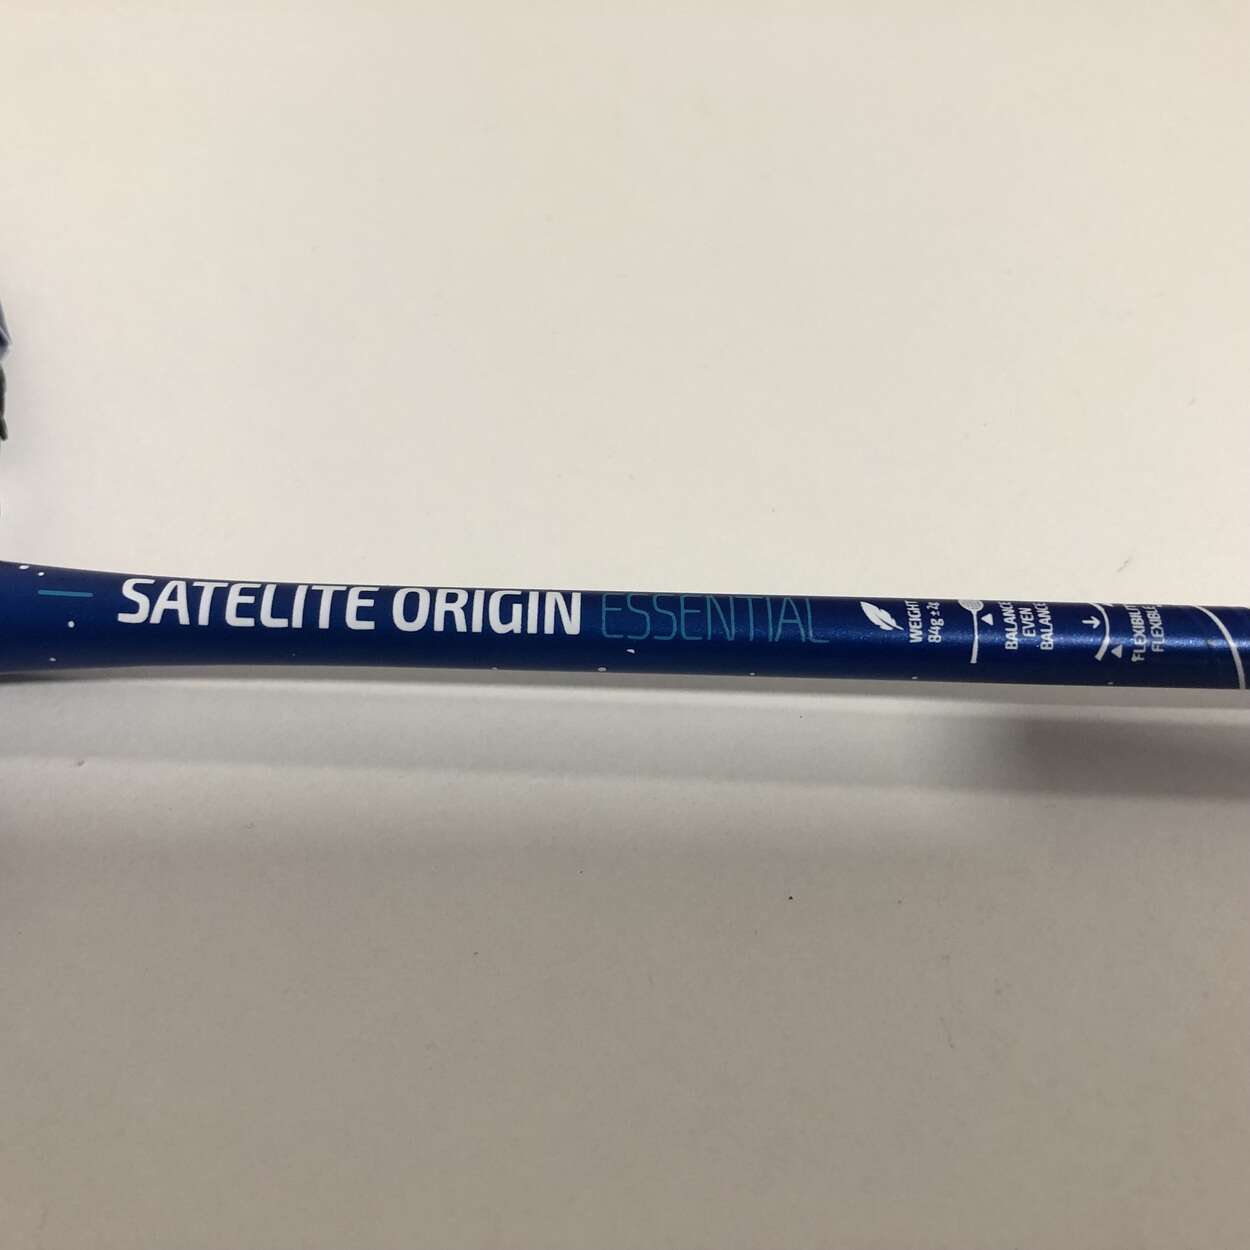 SATELITE ORIGIN ESSENTIAL
WEIGHT
84g ±2g
BALANCE
EVEN
BALANCE
FLEXIBILITY
FLEXIBLE